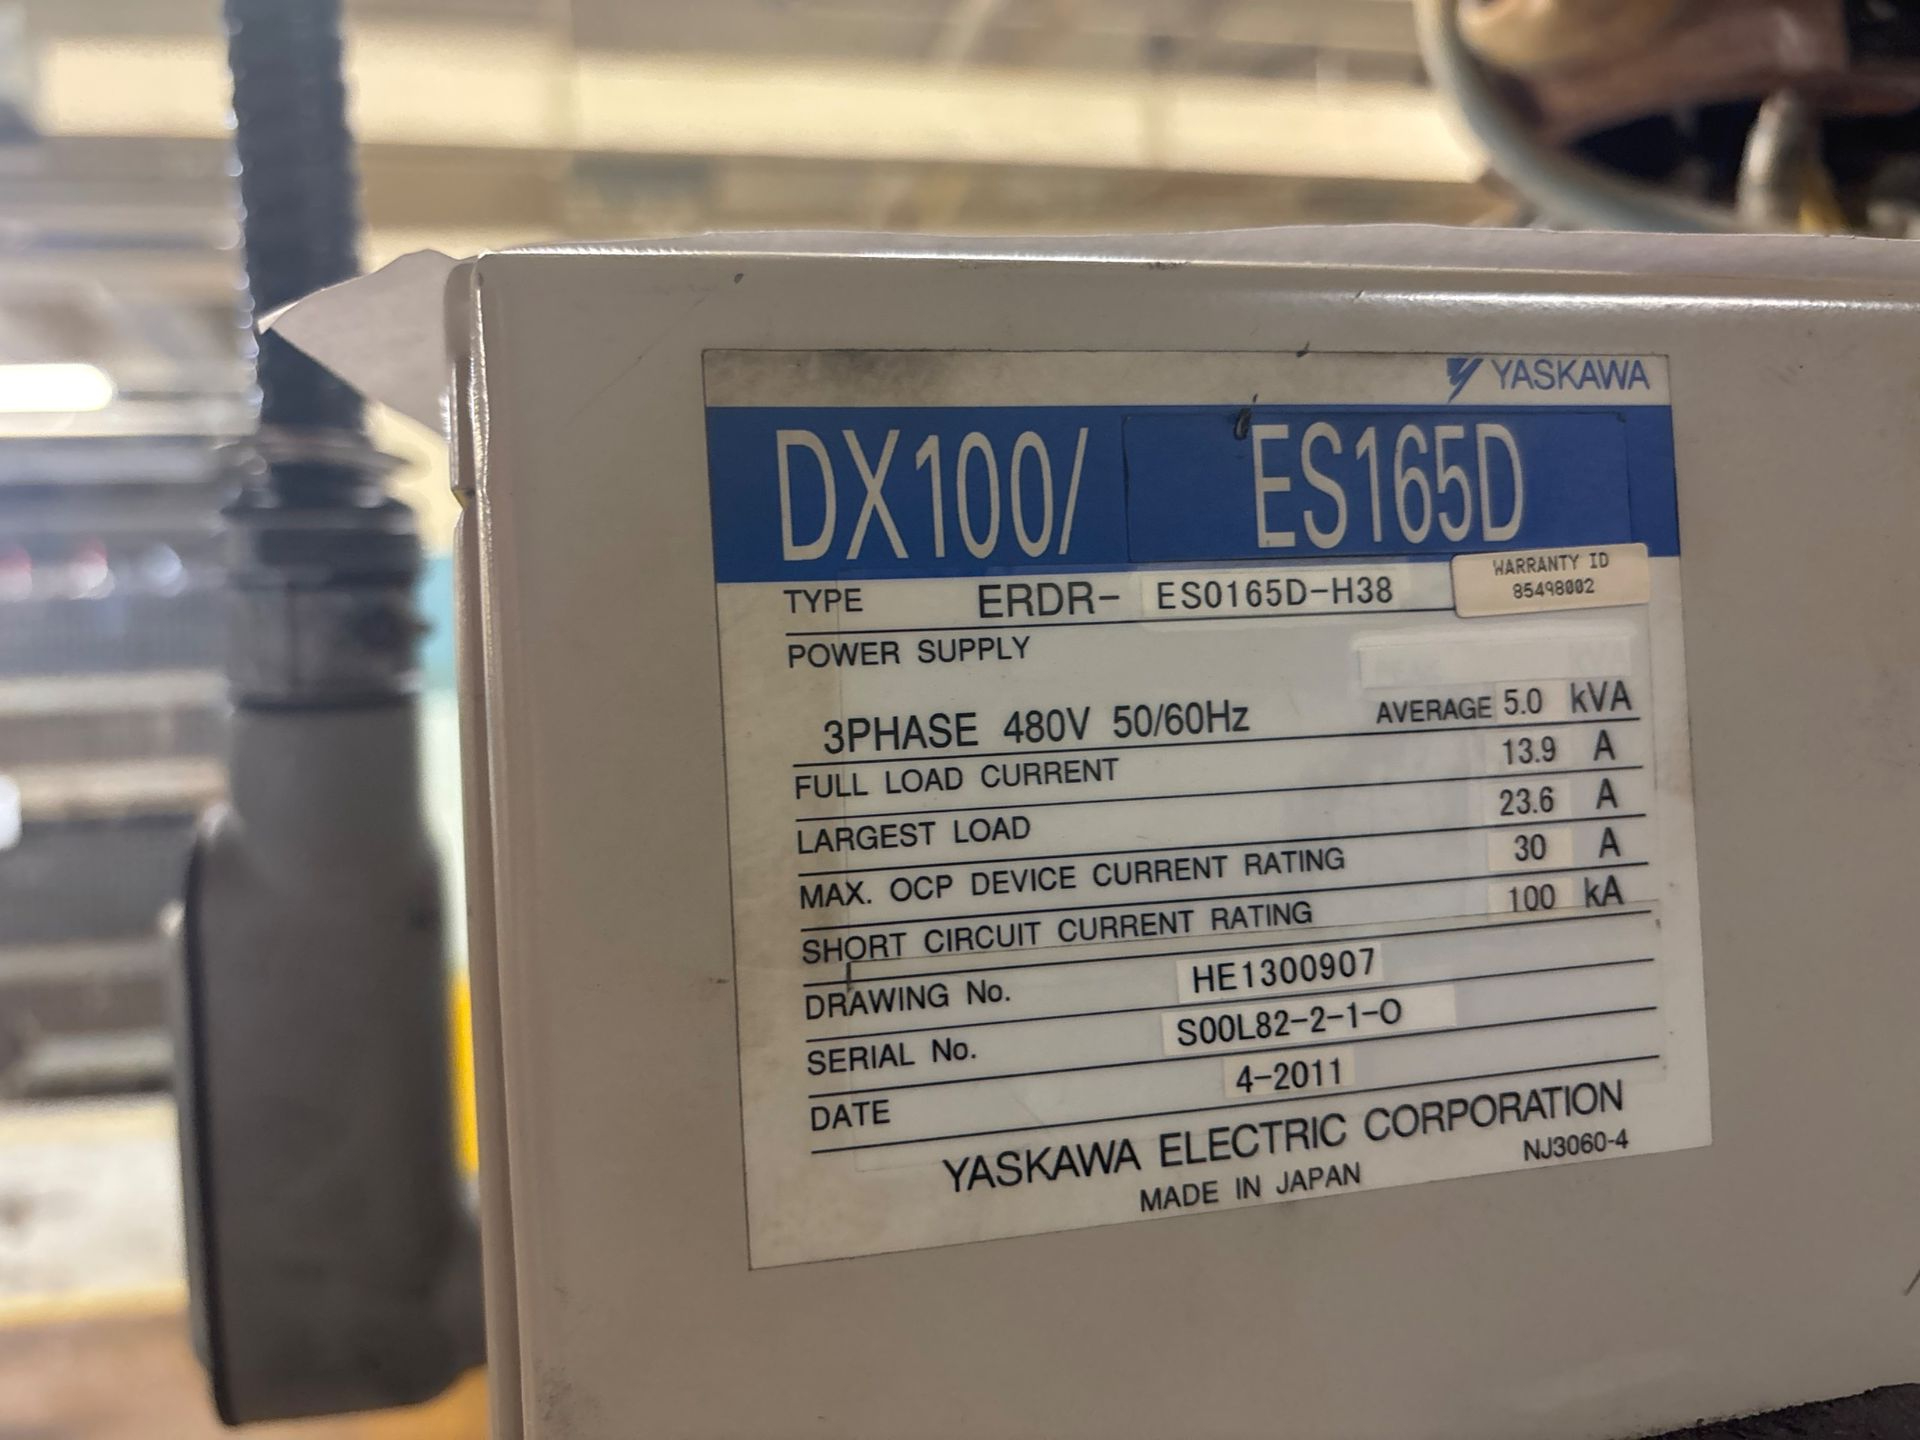 YASKAWA
DX100/ ES165D
TYPE ERDR- ES0165D-H38
WARRANTY ID
85498002
POWER SUPPLY
3PHASE 480V 50/60Hz AVERAGE 5.0 kVA
FULL LOAD CURRENT 13.9 A
LARGEST LOAD 23.6 A
MAX. OCP DEVICE CURRENT RATING 30 A
SHORT CIRCUIT CURRENT RATING 100 kA
DRAWING No. HE1300907
SERIAL No. S00L82-2-1-O
DATE 4-2011
YASKAWA ELECTRIC CORPORATION
MADE IN JAPAN NJ3060-4